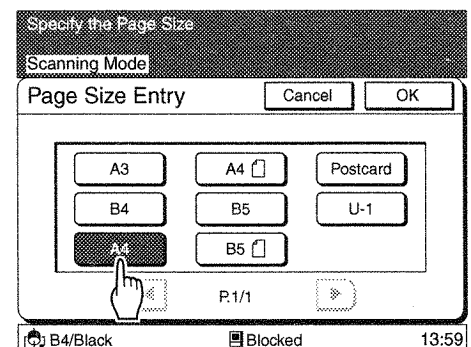 Specify the Page Size
Scanning Mode
Page Size Entry Cancel OK
A3 A4 Postcard
B4 B5 U-1
A4 B5
P.1/1
B4/Black Blocked 13:59